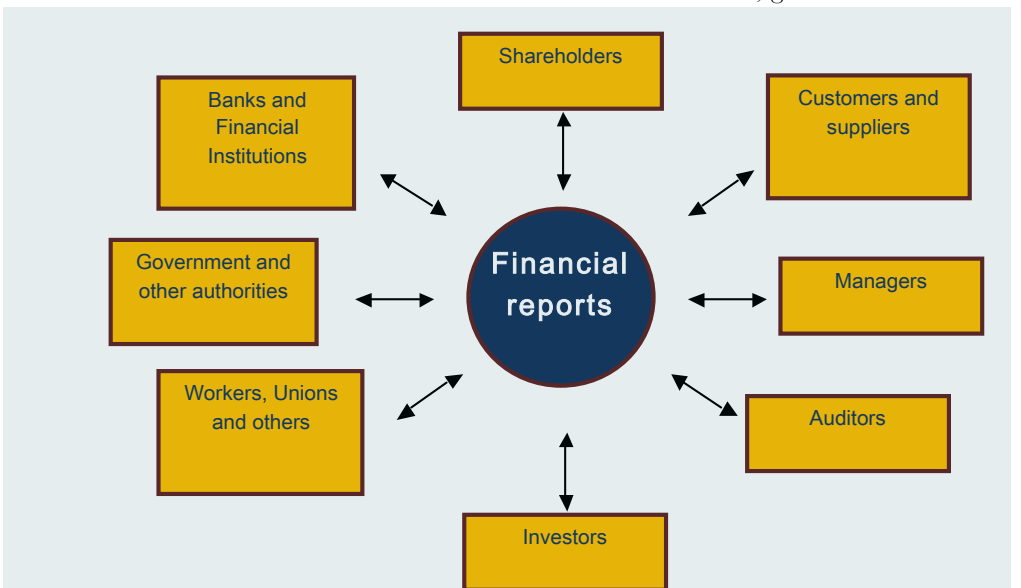 Shareholders
Banks and
Financial
Institutions
Customers and
suppliers
Financial
reports
Government and
other authorities
Managers
Workers, Unions
and others
Auditors
Investors